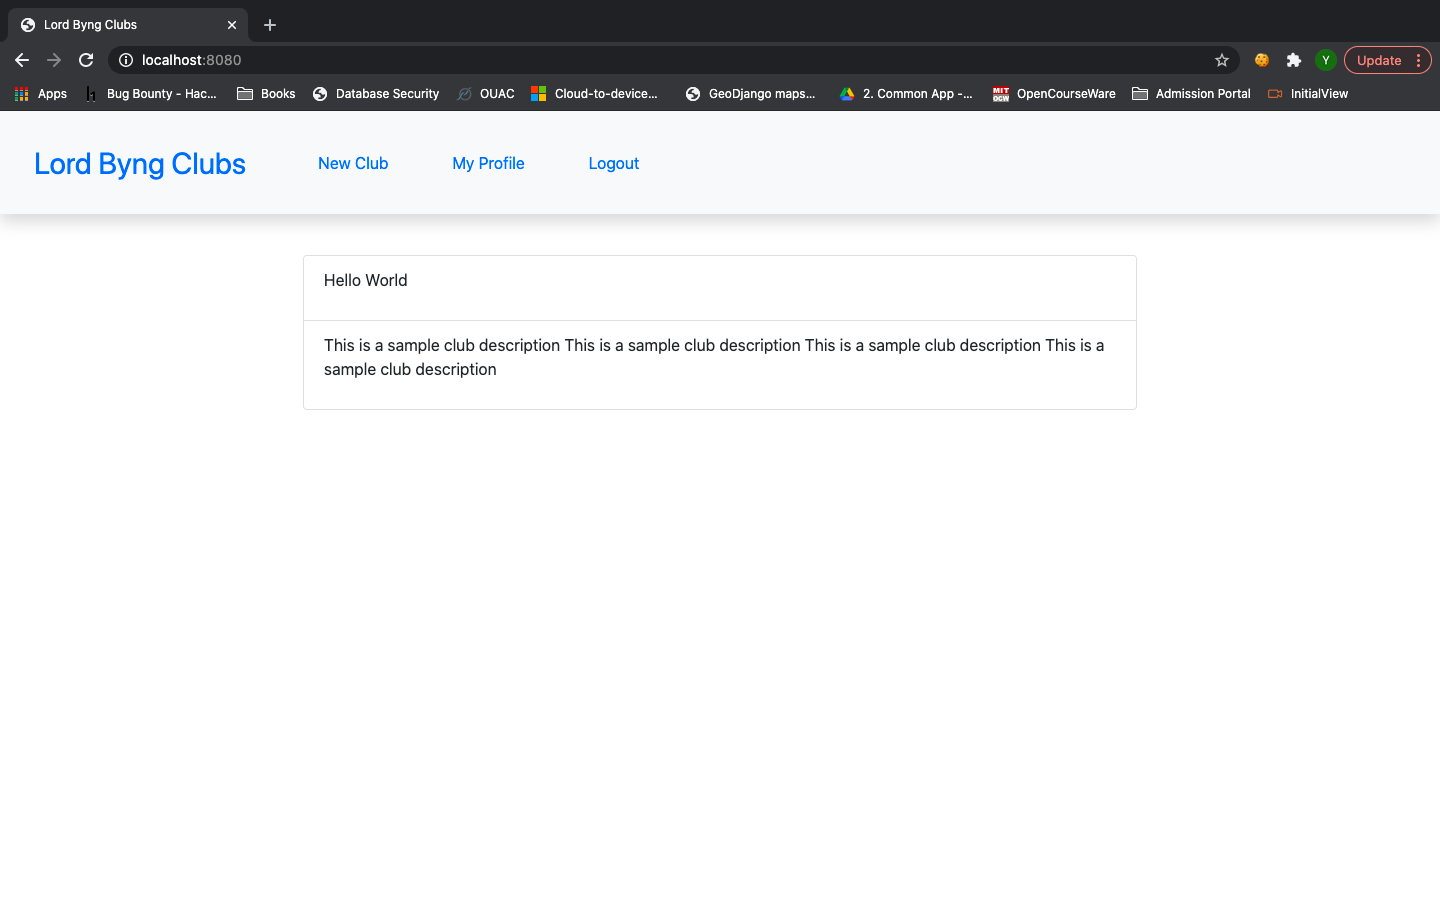 Lord Byng Clubs
localhost:8080
Y
Update
Apps
h
Bug Bounty - Hac...
Books
Database Security
OUAC
Cloud-to-device...
GeoDjango maps...
2. Common App -...
MIT OCW
OpenCourseWare
Admission Portal
InitialView
Lord Byng Clubs
New Club
My Profile
Logout
Hello World
This is a sample club description This is a sample club description This is a sample club description This is a
sample club description